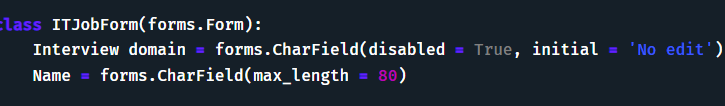 class ITJobForm(forms.Form):
    Interview domain = forms.CharField(disabled = True, initial = 'No edit')
    Name = forms.CharField(max_length = 80)